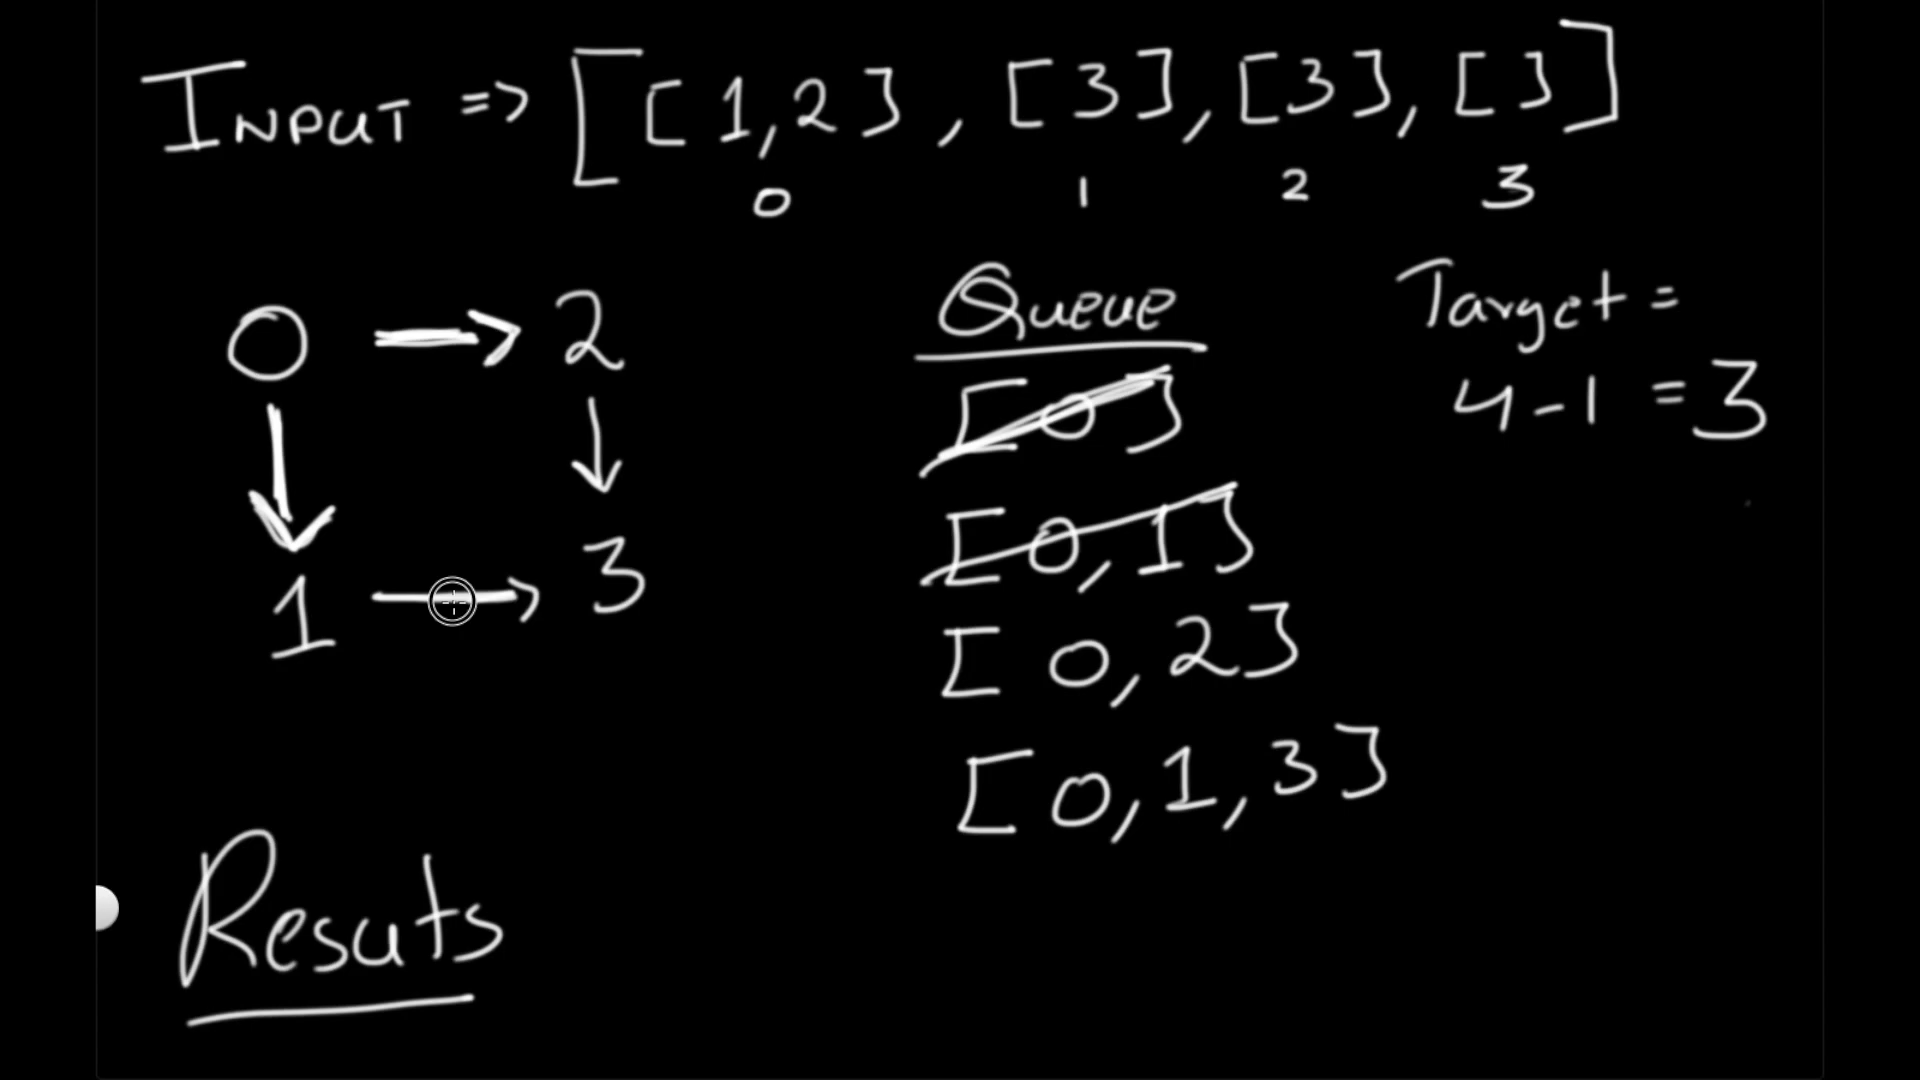 INPUT => [[1,2], [3], [3], []]
0 1 2 3
0 → 2
1 → 3
Queue
[0]
[0,1]
[0,2]
[0,1,3]
Target =
4-1 = 3
Resuts